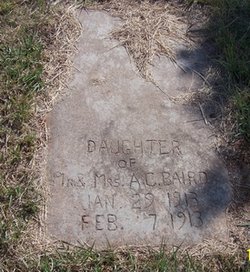 DAUGHTER
OF
MR & MRS. A.C. BAIRD
JAN. 29 1913
FEB. 7 1913